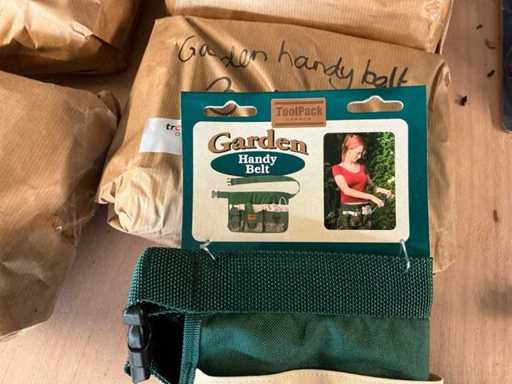 Garden handy belt
ToolPack
Garden
Handy
Belt